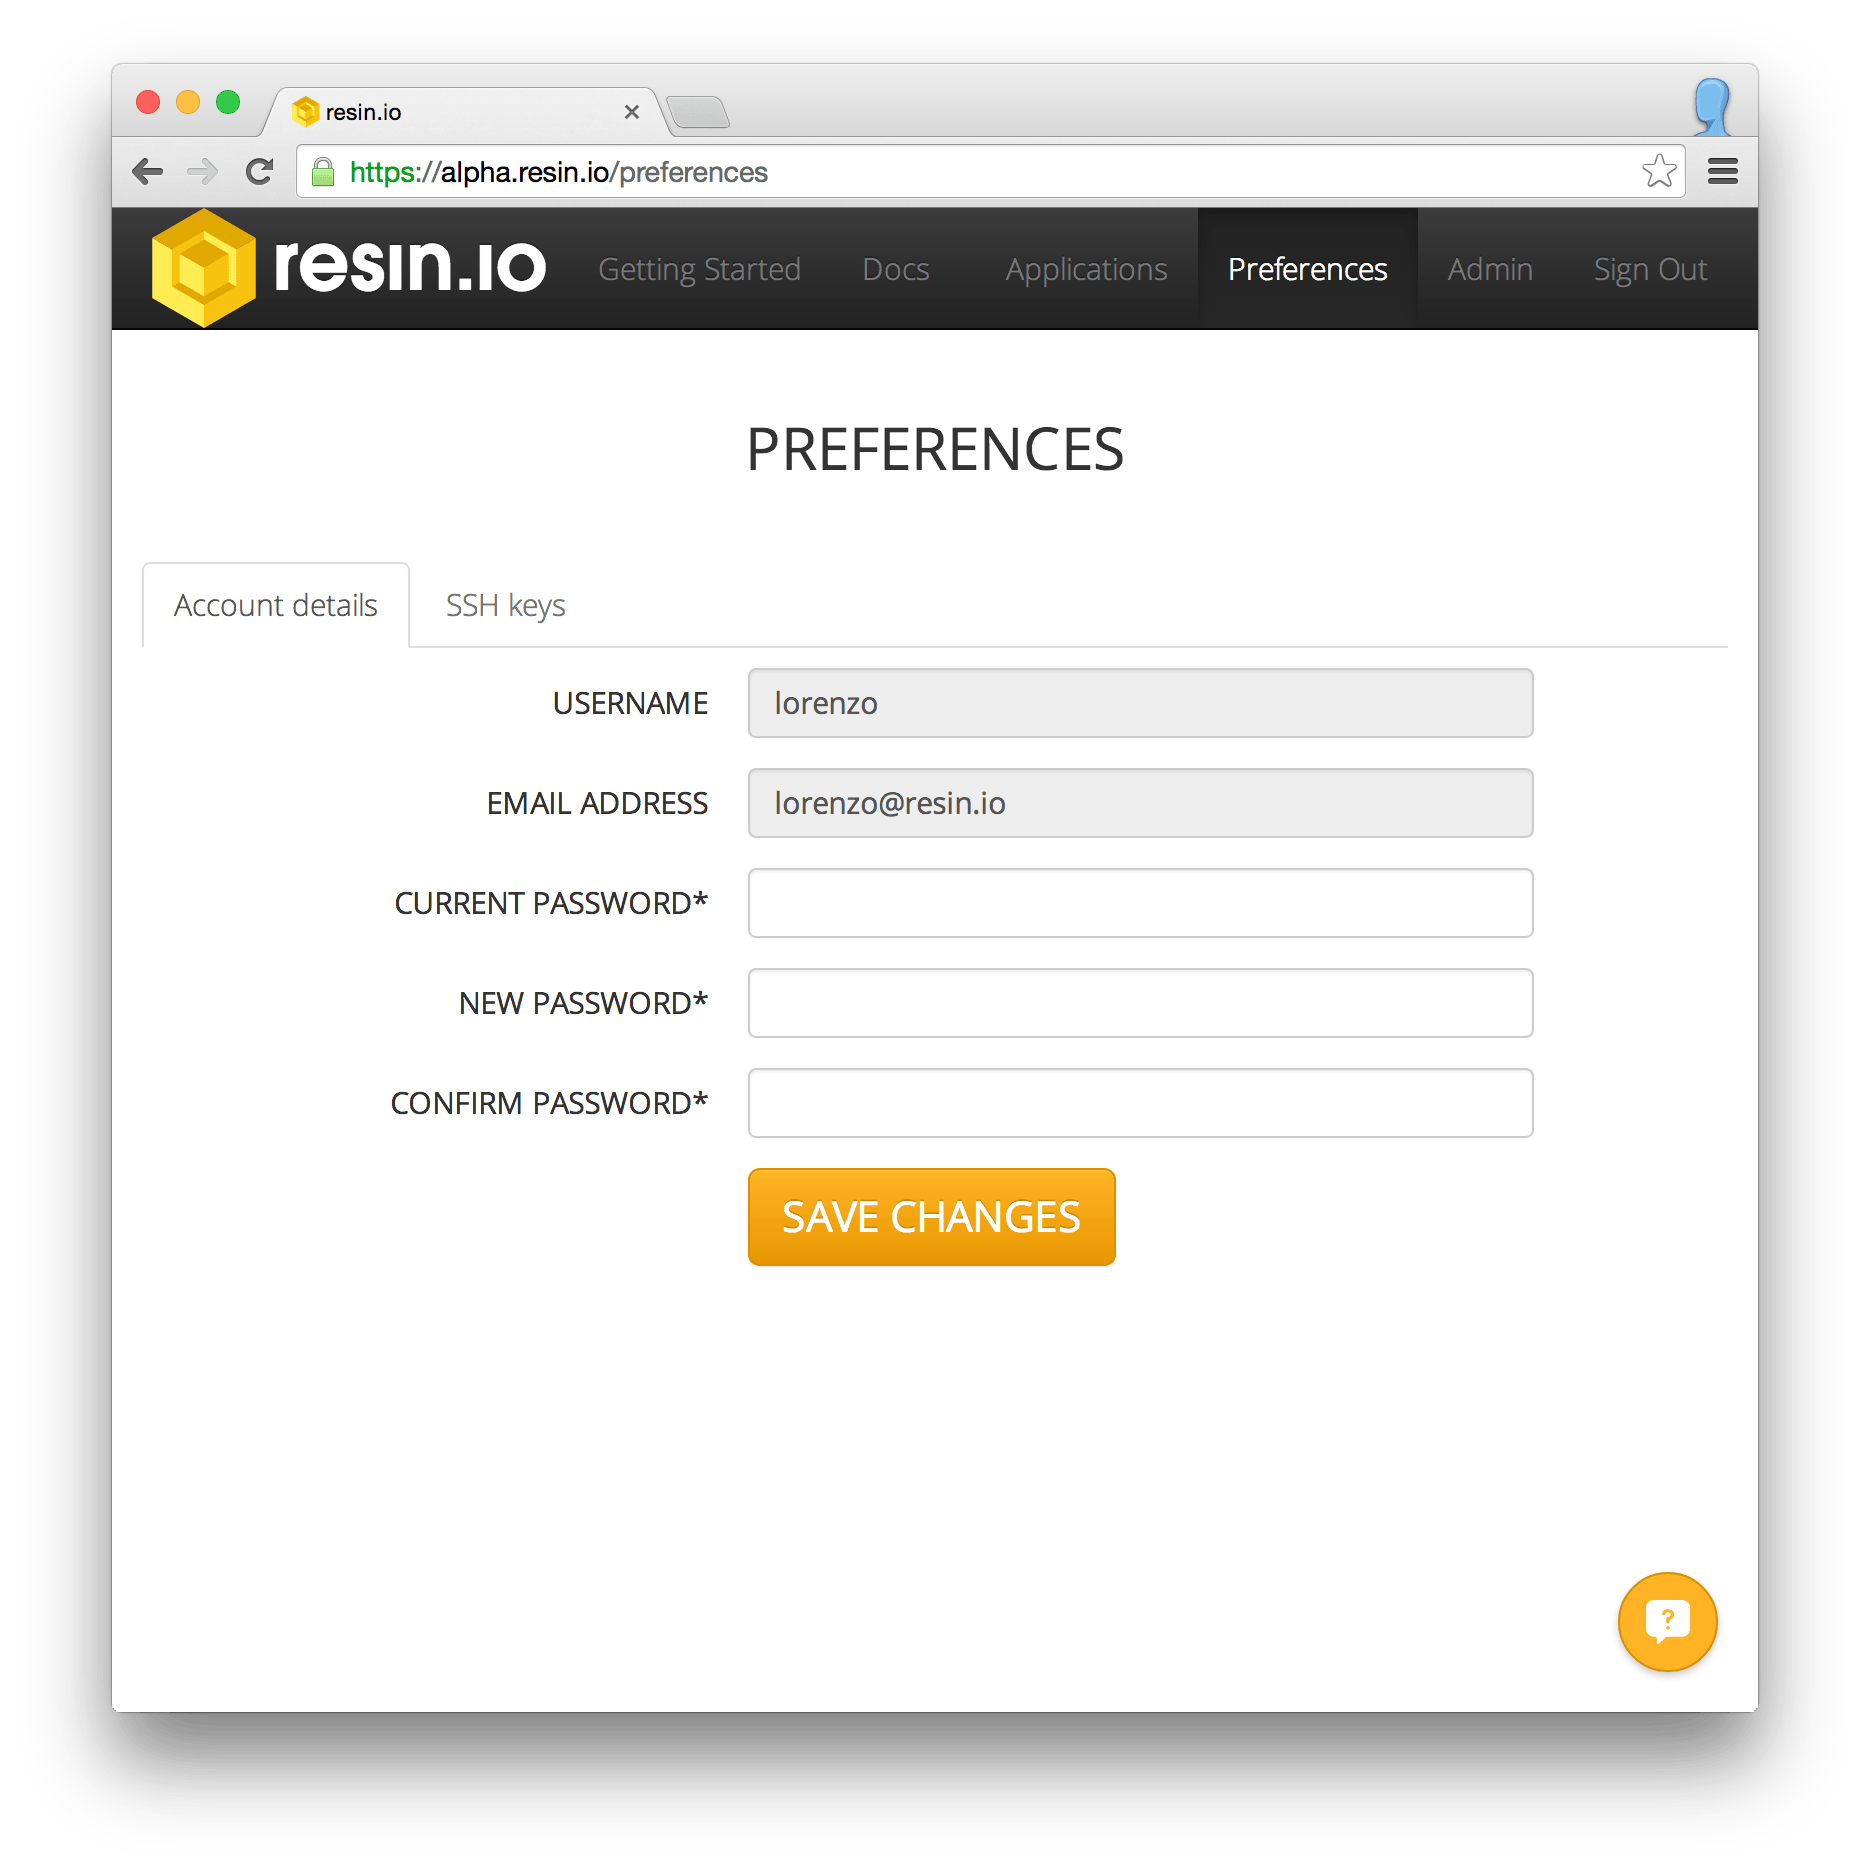 resin.io
https://alpha.resin.io/preferences
resin.io Getting Started Docs Applications Preferences Admin Sign Out
PREFERENCES
Account details SSH keys
USERNAME lorenzo
EMAIL ADDRESS lorenzo@resin.io
CURRENT PASSWORD*
NEW PASSWORD*
CONFIRM PASSWORD*
SAVE CHANGES
?